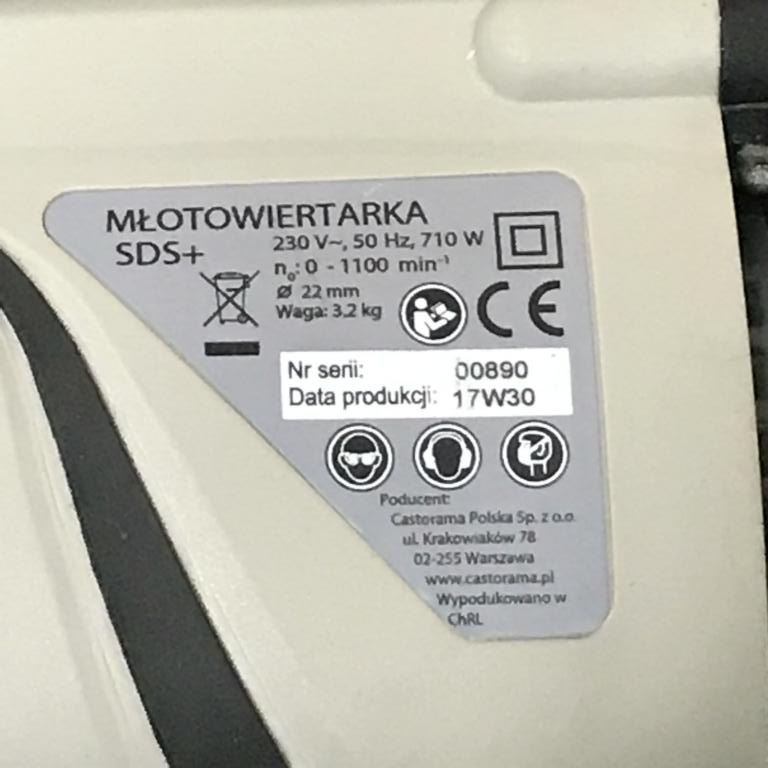 MŁOTOWIERTARKA
SDS+ 230 V~, 50 Hz, 710 W
n₀: 0 - 1100 min⁻¹
Ø 22 mm
Waga: 3.2 kg
CE
Nr serii: 00890
Data produkcji: 17W30
Poducent:
Castorama Polska Sp. z o.o.
ul. Krakowiaków 78
02-255 Warszawa
www.castorama.pl
Wypodukowano w
ChRL